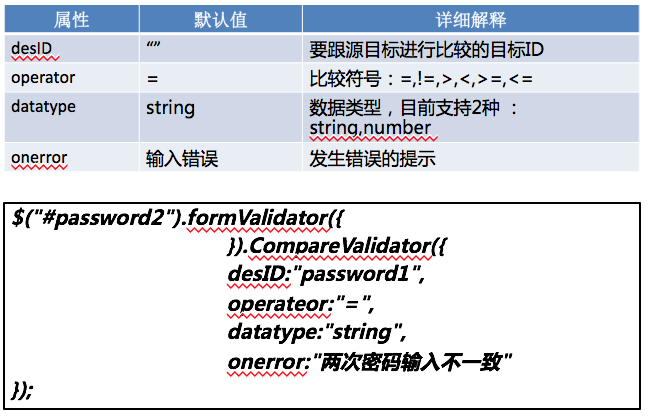 属性 默认值 详细解释
desID “” 要跟源目标进行比较的目标ID
operator = 比较符号：=,!=,>,<,>=,<=
datatype string 数据类型，目前支持2种 ：
string,number
onerror 输入错误 发生错误的提示
$("#password2").formValidator({
}).CompareValidator({
desID:"password1",
operateor:"=",
datatype:"string",
onerror:"两次密码输入不一致"
});